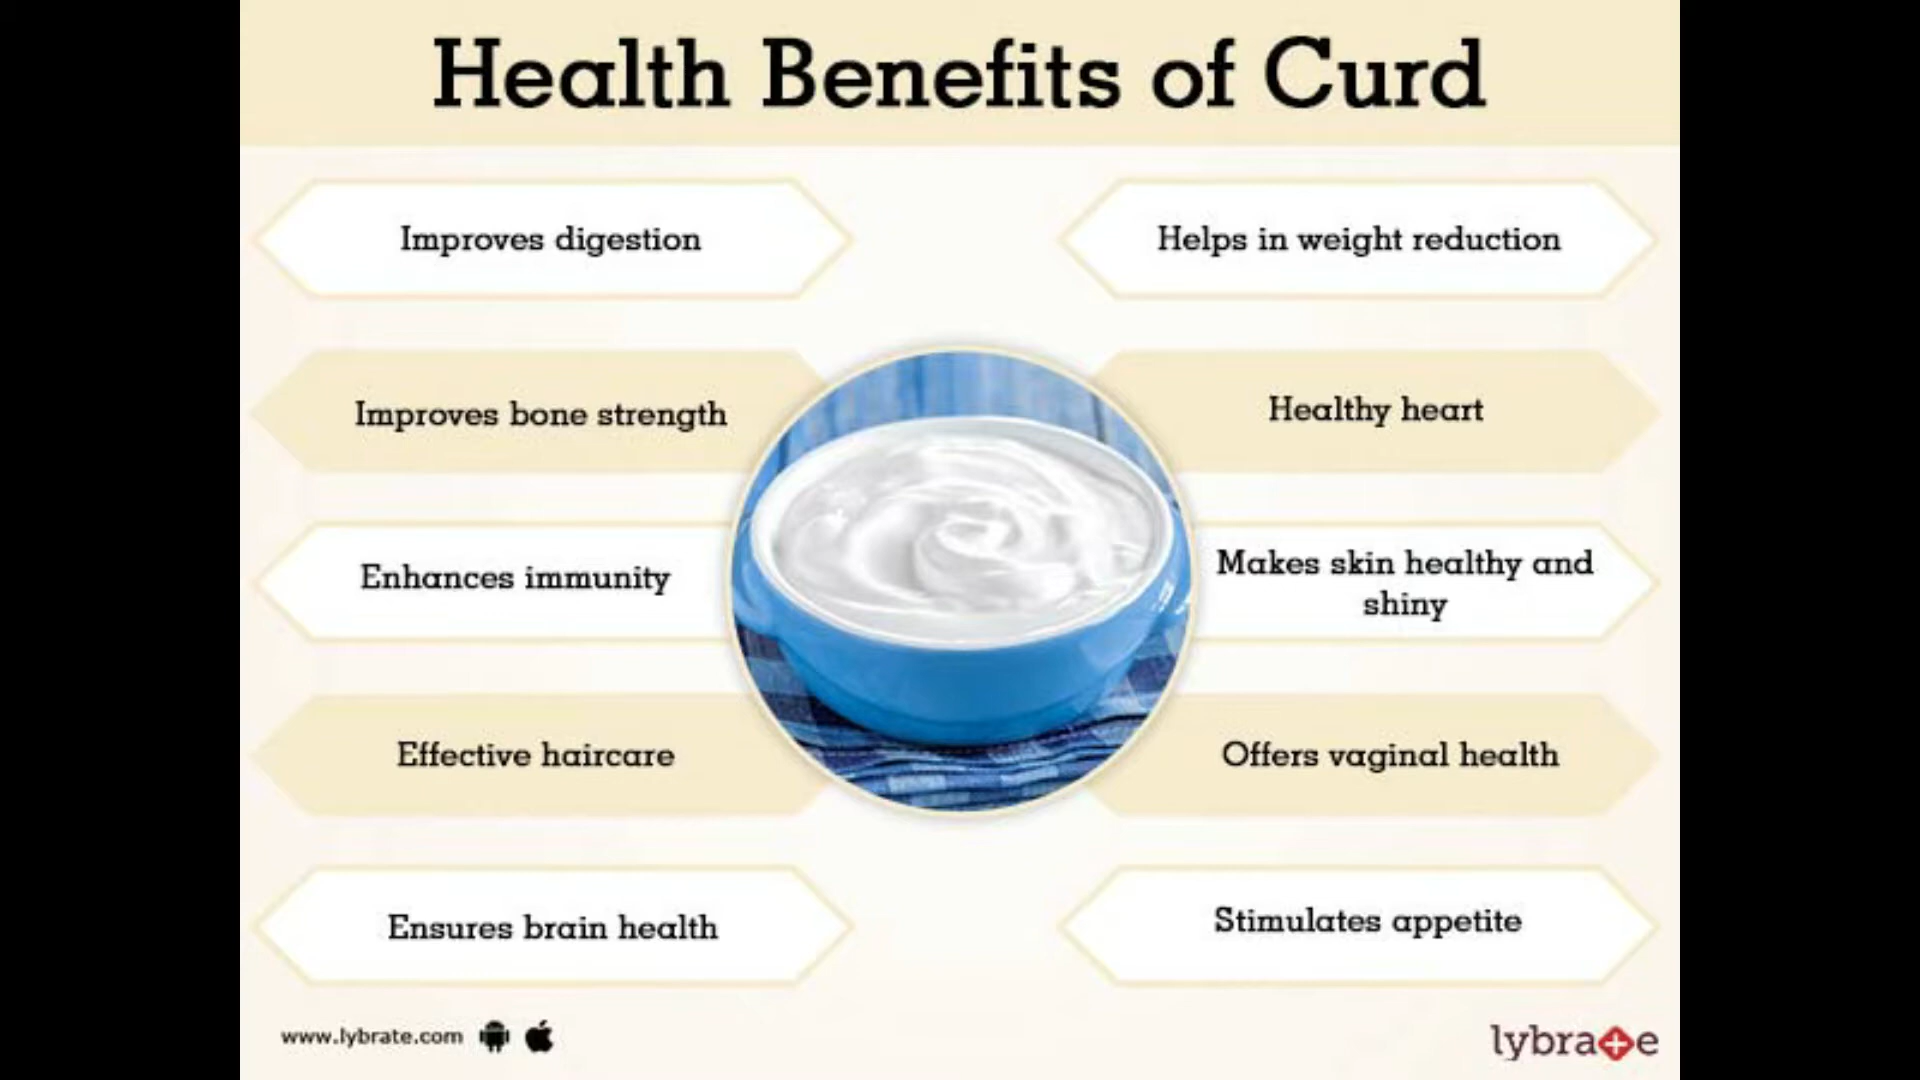 Health Benefits of Curd
Improves digestion
Helps in weight reduction
Improves bone strength
Healthy heart
Enhances immunity
Makes skin healthy and
shiny
Effective haircare
Offers vaginal health
Ensures brain health
Stimulates appetite
www.lybrate.com
lybrate